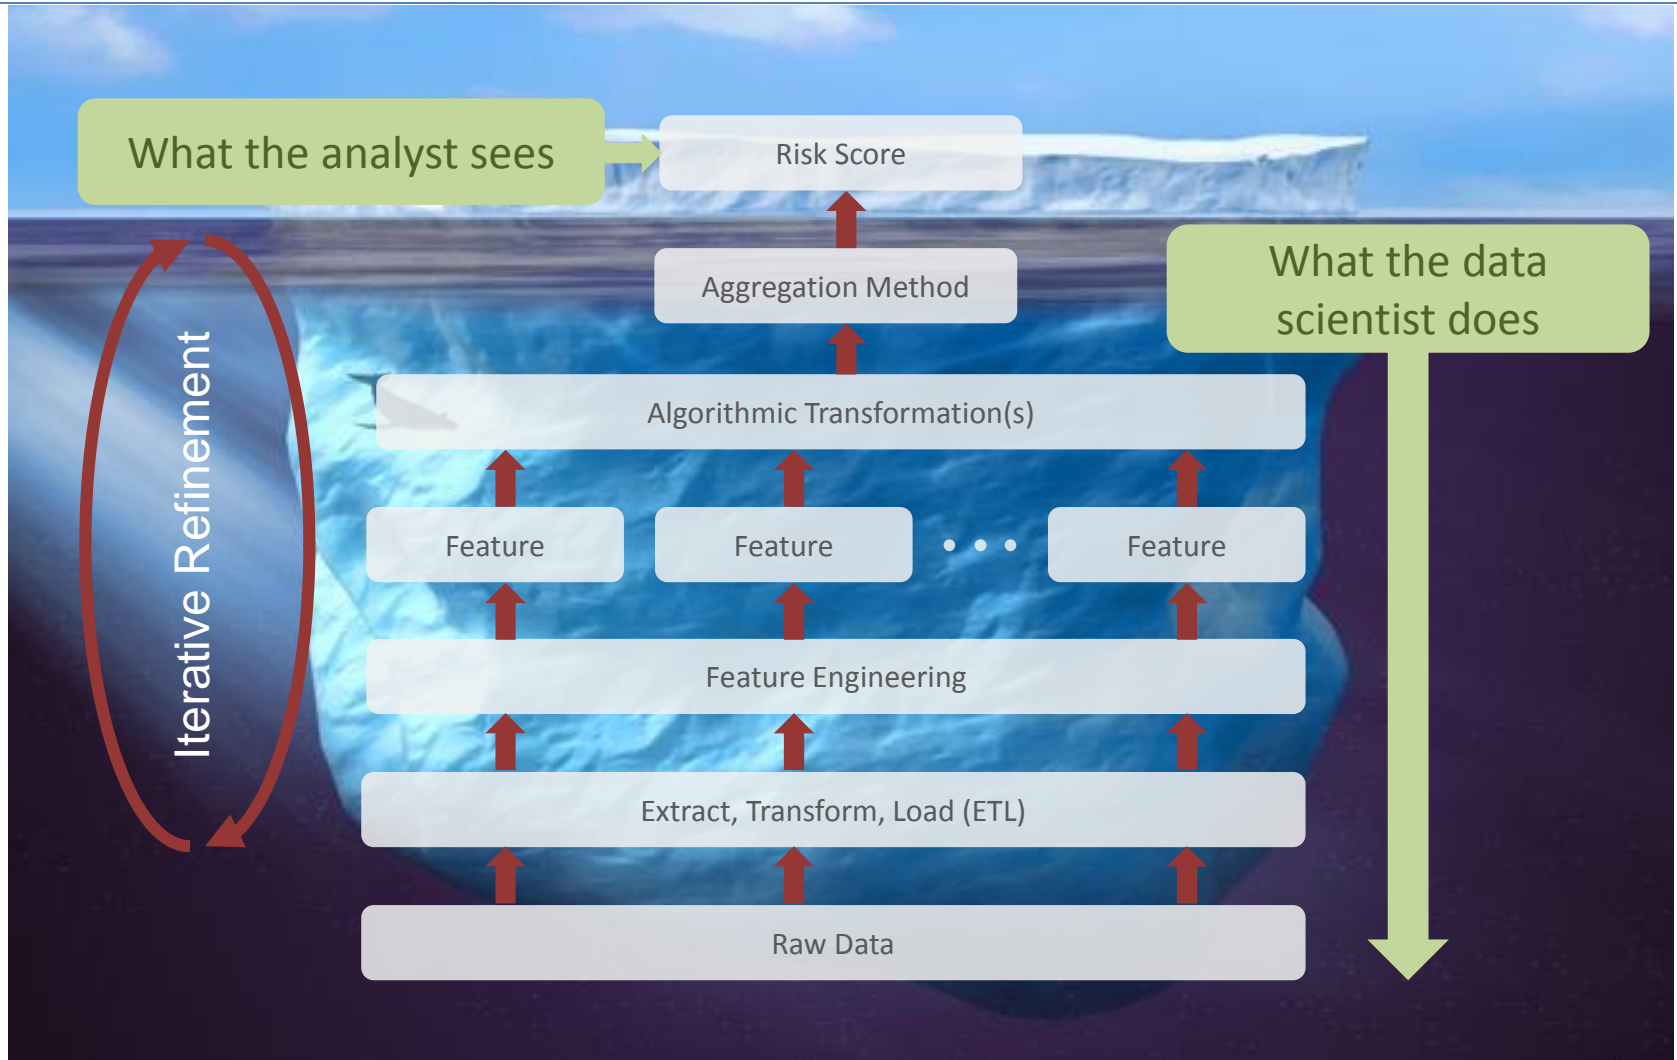 What the analyst sees
Risk Score
Aggregation Method
What the data
scientist does
Algorithmic Transformation(s)
Iterative Refinement
Feature
Feature
Feature
Feature Engineering
Extract, Transform, Load (ETL)
Raw Data